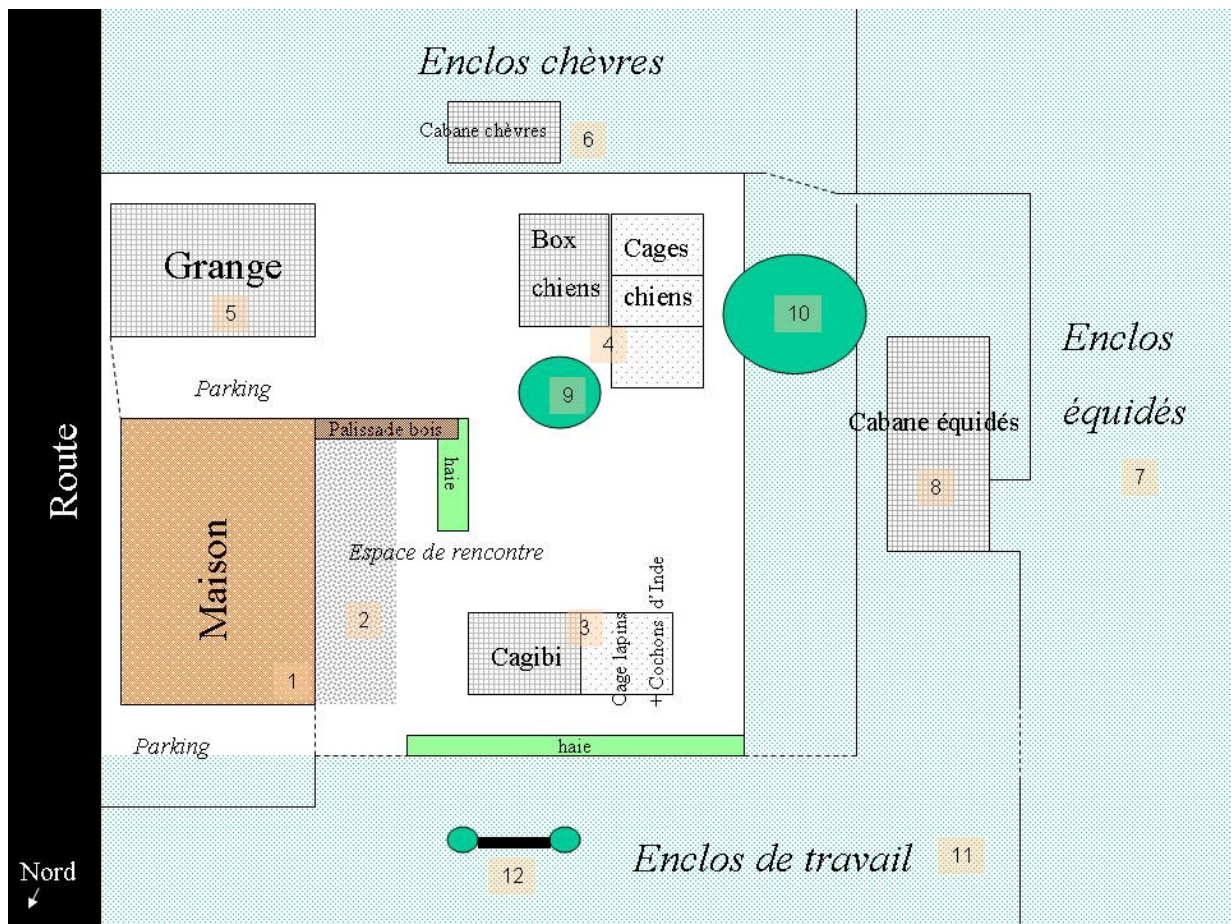 Enclos chèvres
Cabane chèvres
6
Grange
5
Box
chiens
Cages
chiens
4
10
9
Enclos
équidés
7
Cabane équidés
8
Parking
Palissade bois
haie
Route
Maison
1
2
Espace de rencontre
Cagibi
3
Cage lapins
+ Cochons d'Inde
Parking
haie
12
Enclos de travail
11
Nord